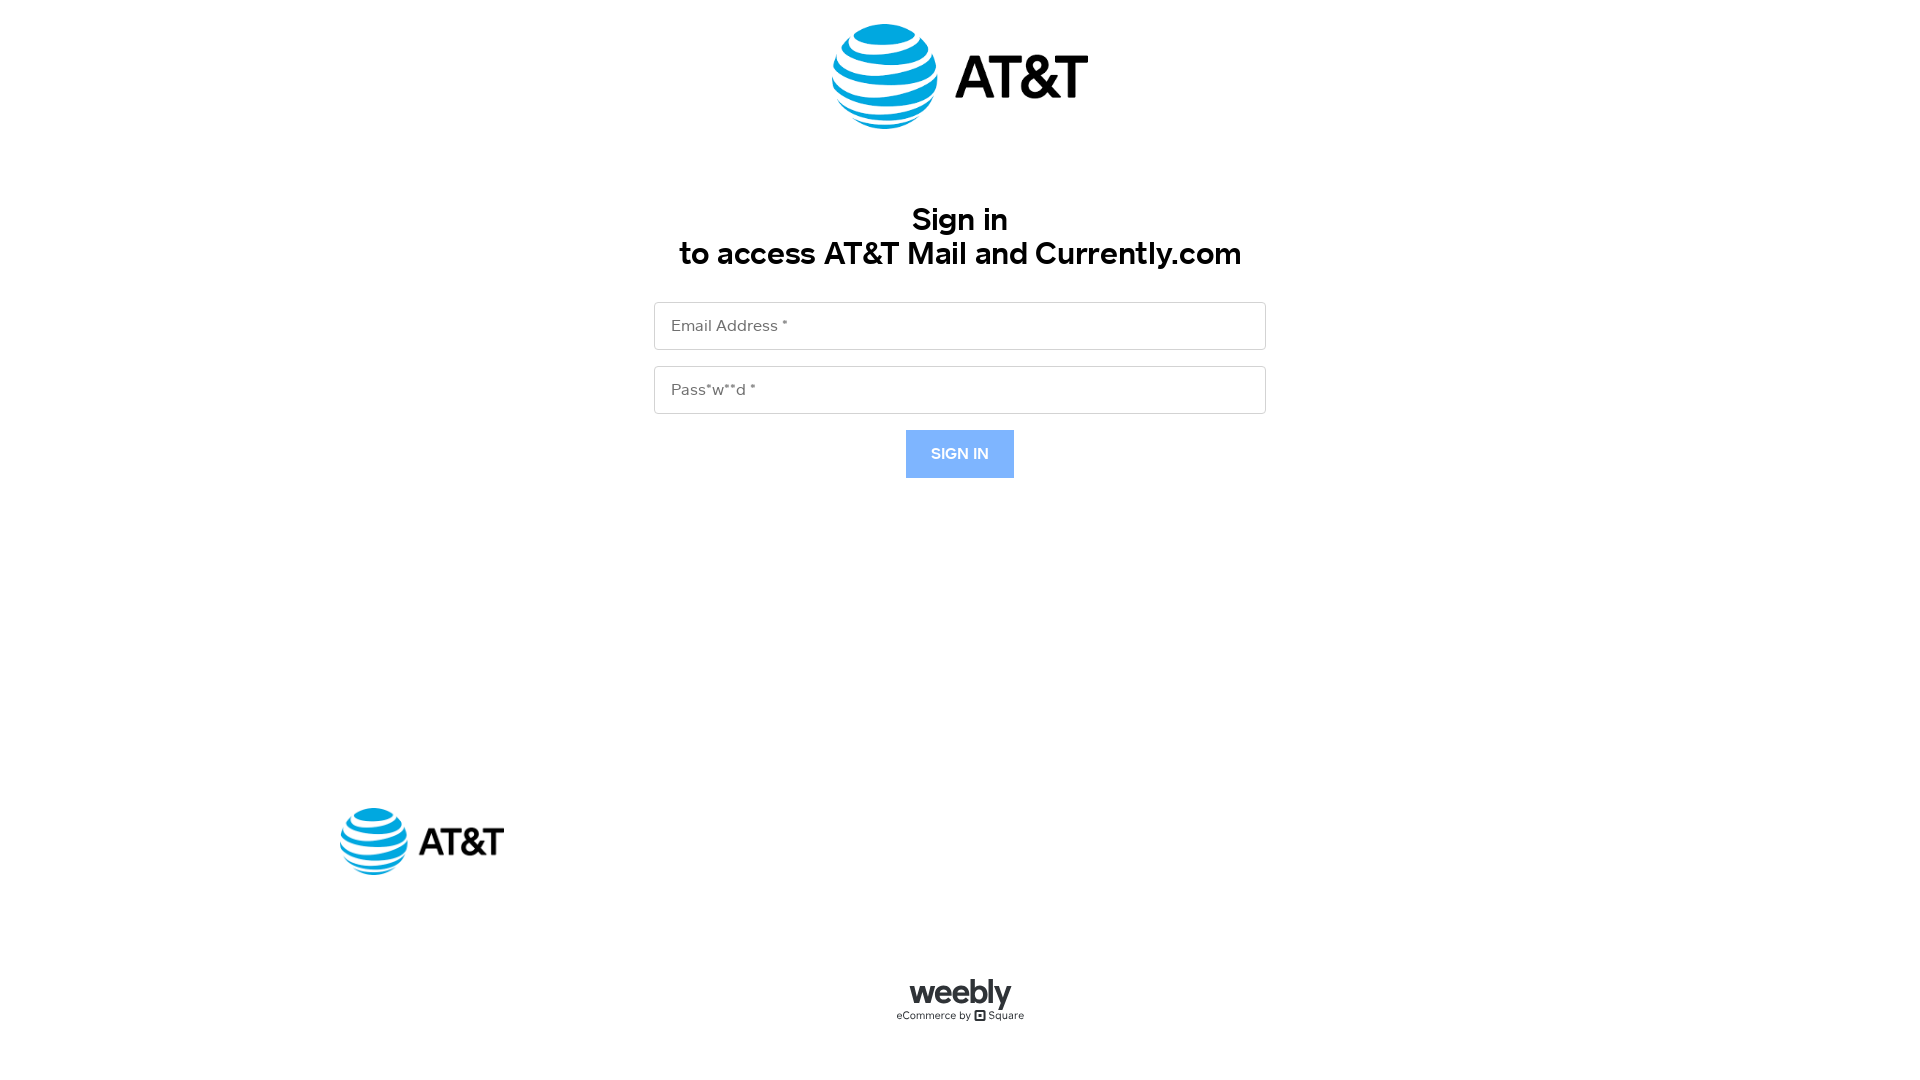 AT&T
Sign in
to access AT&T Mail and Currently.com
Email Address *
Pass*w**d *
SIGN IN
AT&T
weebly
eCommerce by Square